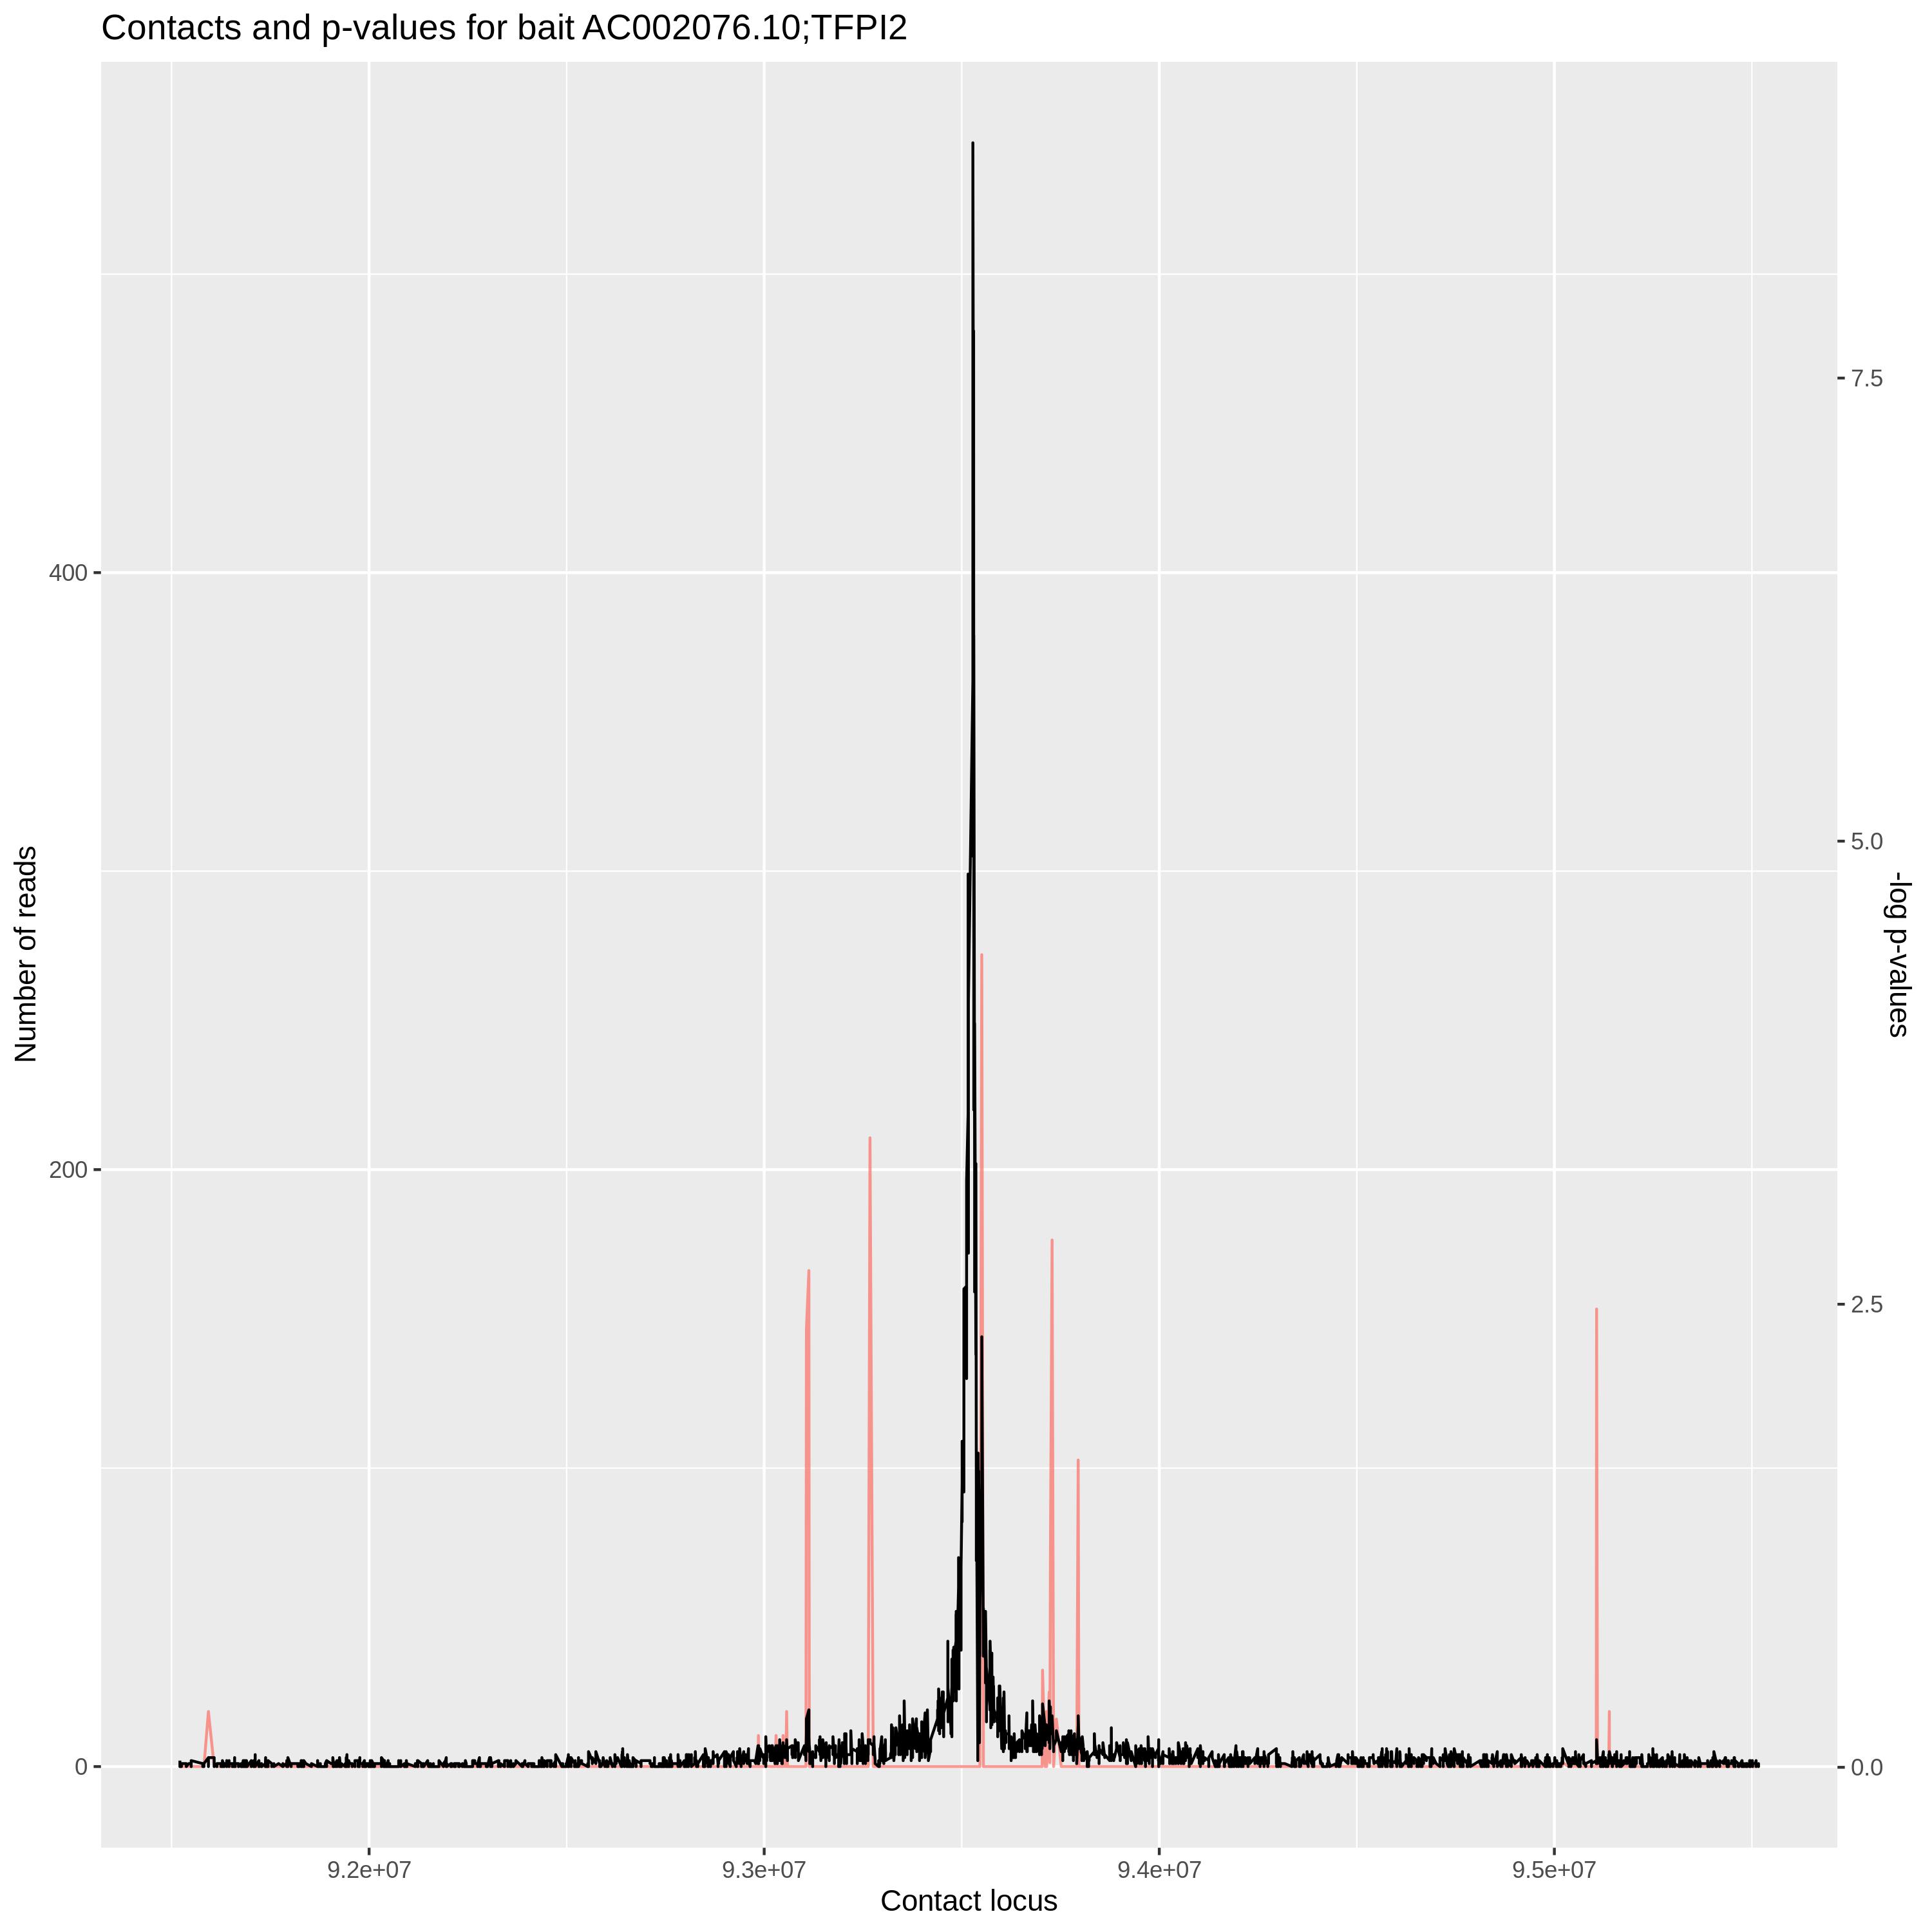 Contacts and p-values for bait AC002076.10;TFPI2
Number of reads
400
200
0
7.5
5.0
2.5
0.0
-log p-values
9.2e+07 9.3e+07 9.4e+07 9.5e+07
Contact locus